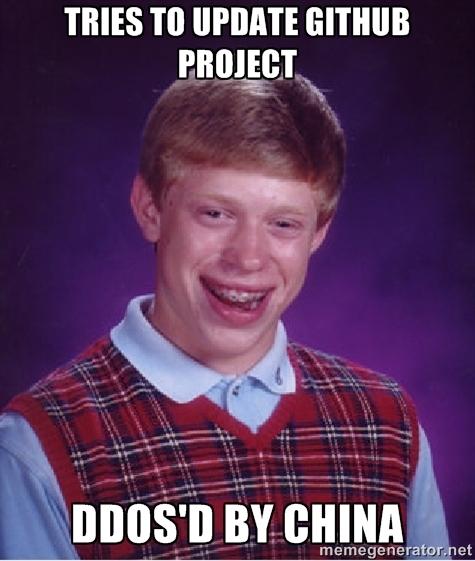 TRIES TO UPDATE GITHUB
PROJECT
DDOS'D BY CHINA
memegenerator.net